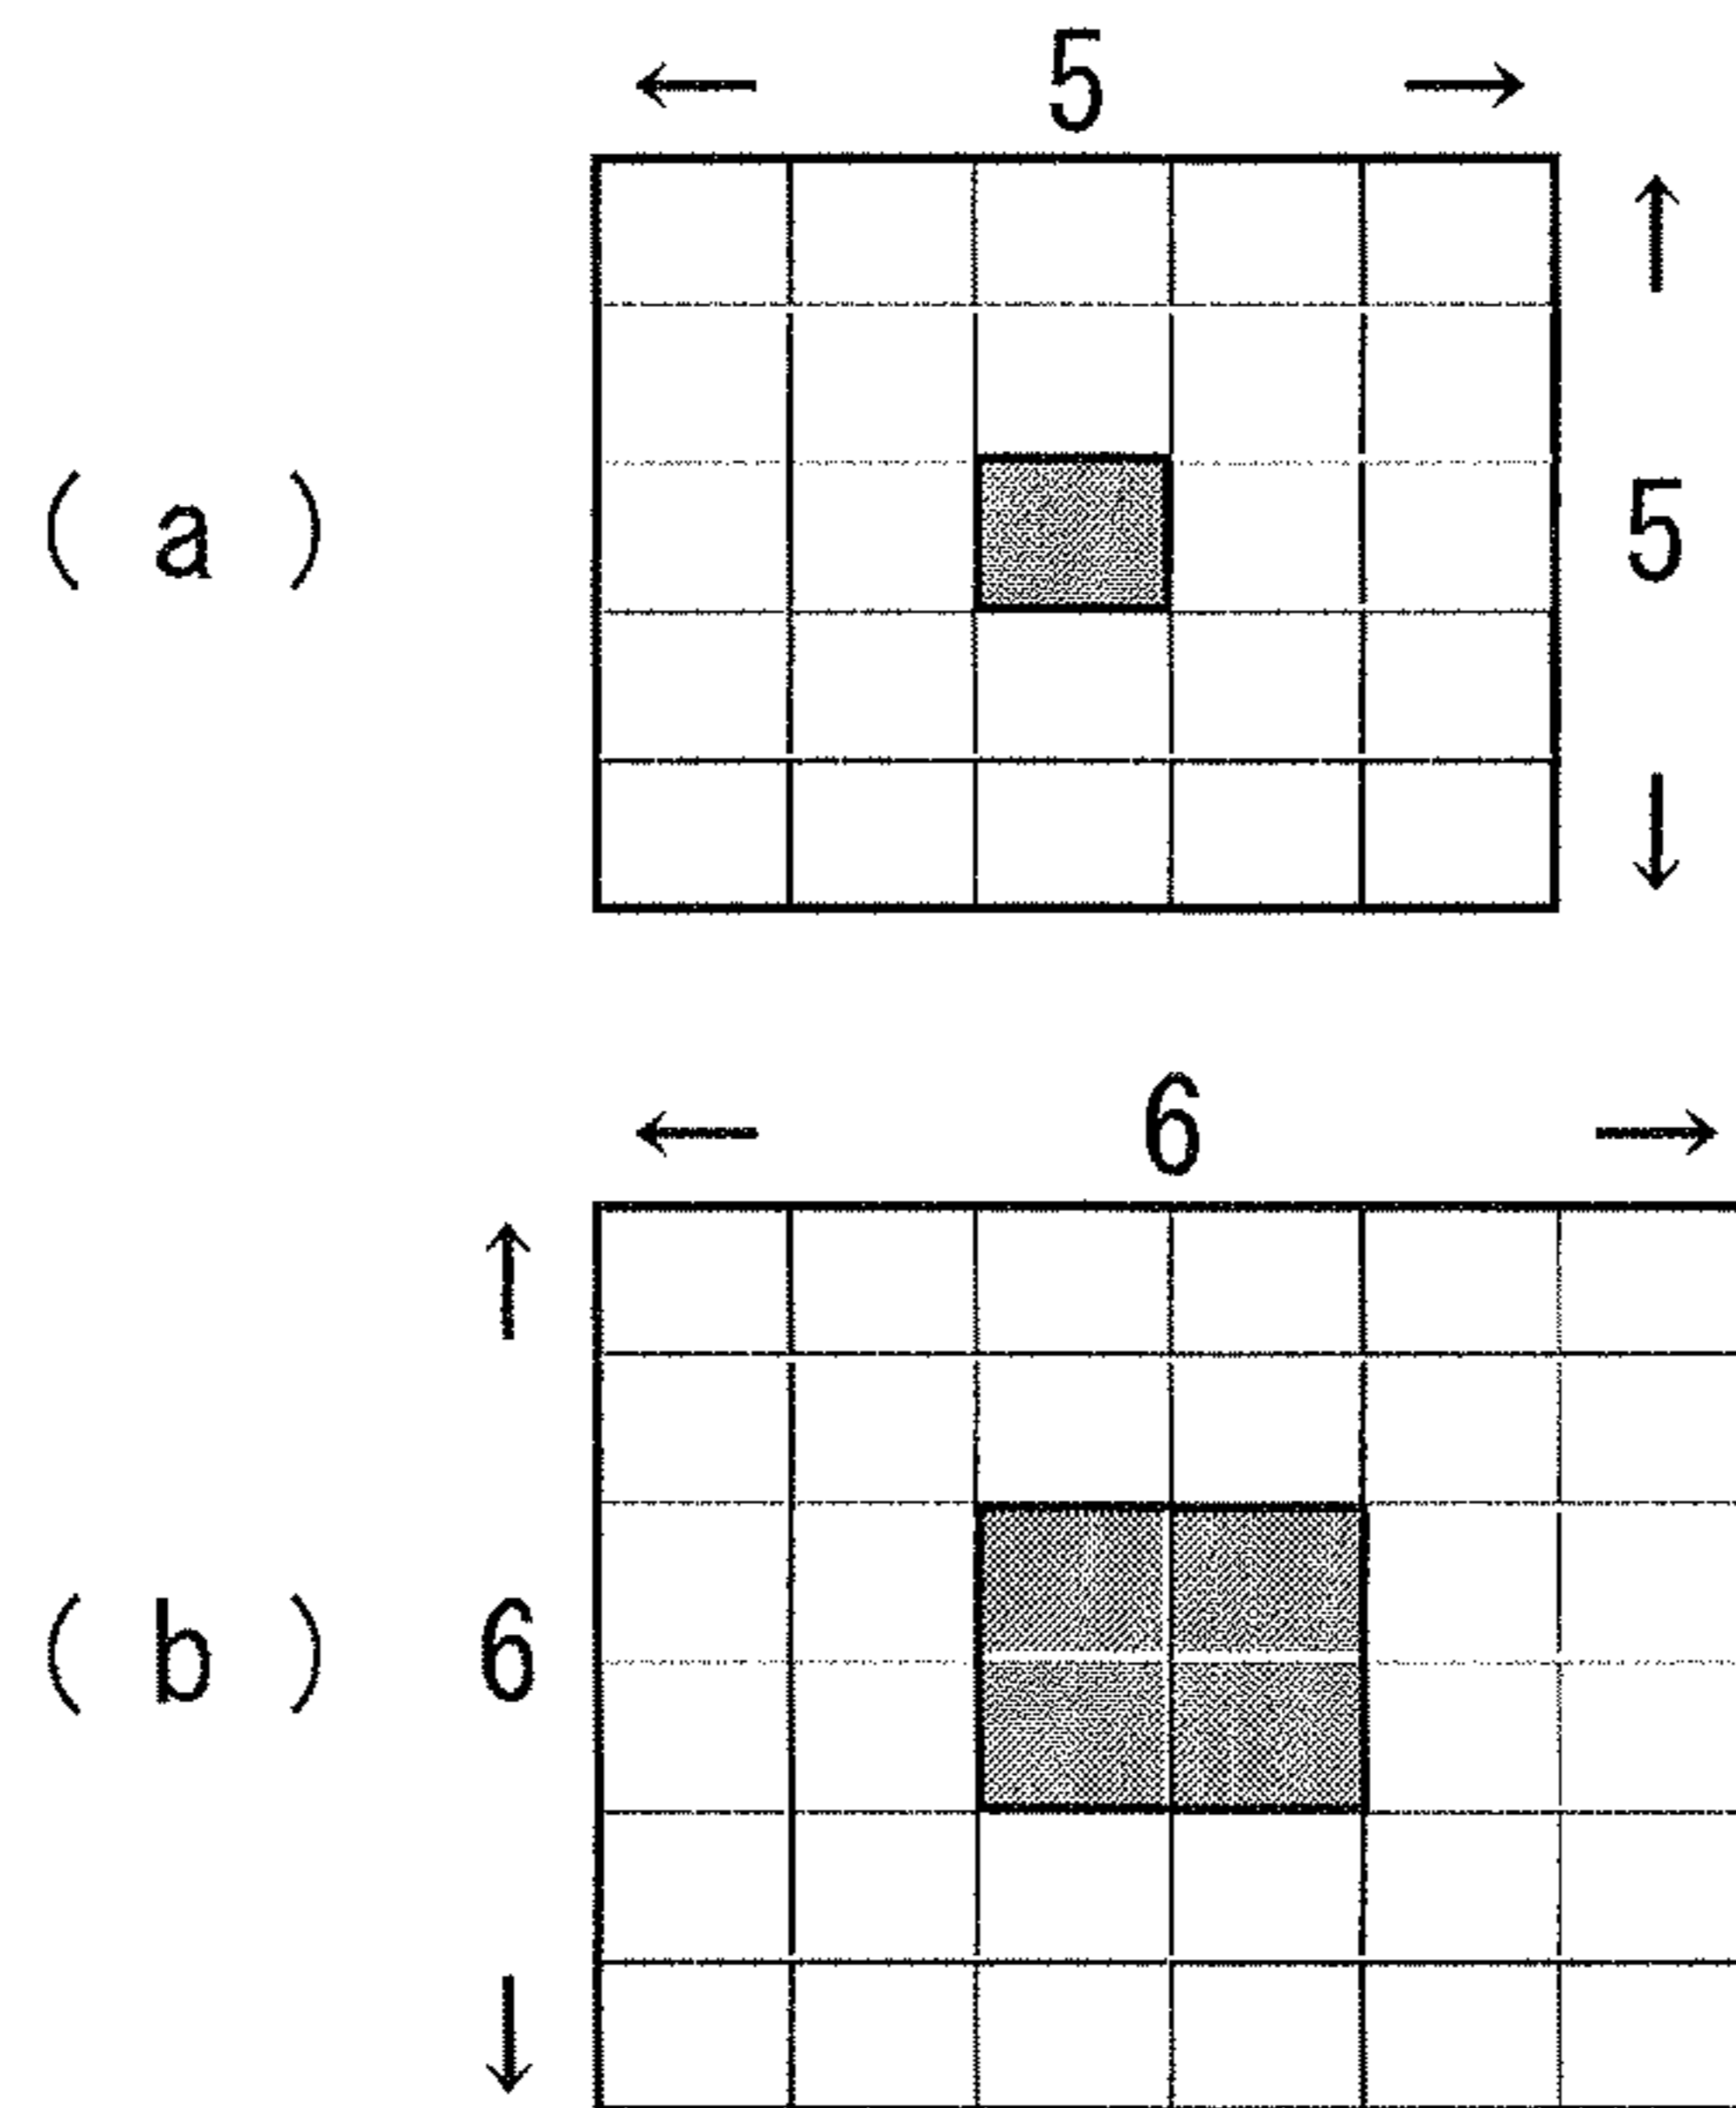 ← 5 →
↑
( a ) 5
↓
← 6 →
↑
( b ) 6
↓